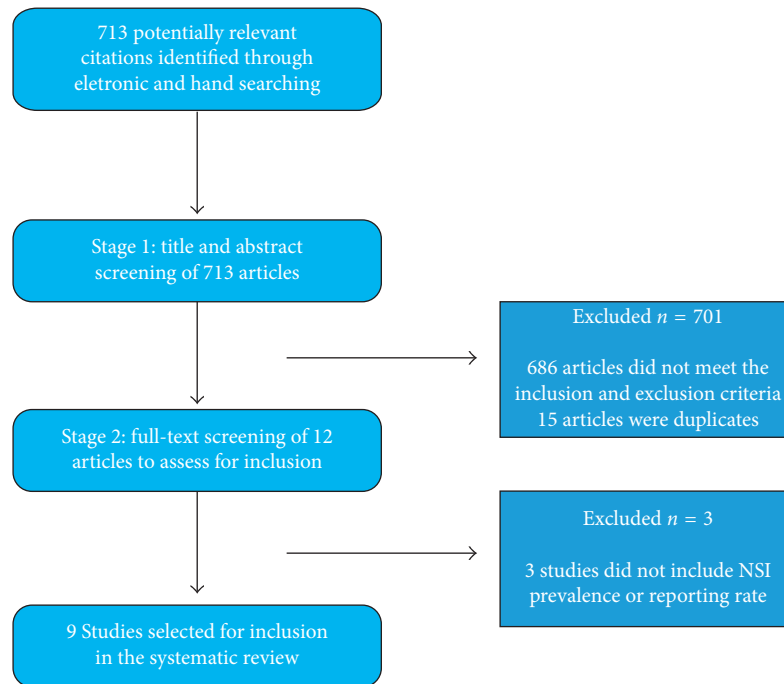 713 potentially relevant
citations identified through
eletronic and hand searching
Stage 1: title and abstract
screening of 713 articles
Excluded n = 701
686 articles did not meet the
inclusion and exclusion criteria
15 articles were duplicates
Stage 2: full-text screening of 12
articles to assess for inclusion
Excluded n = 3
3 studies did not include NSI
prevalence or reporting rate
9 Studies selected for inclusion
in the systematic review